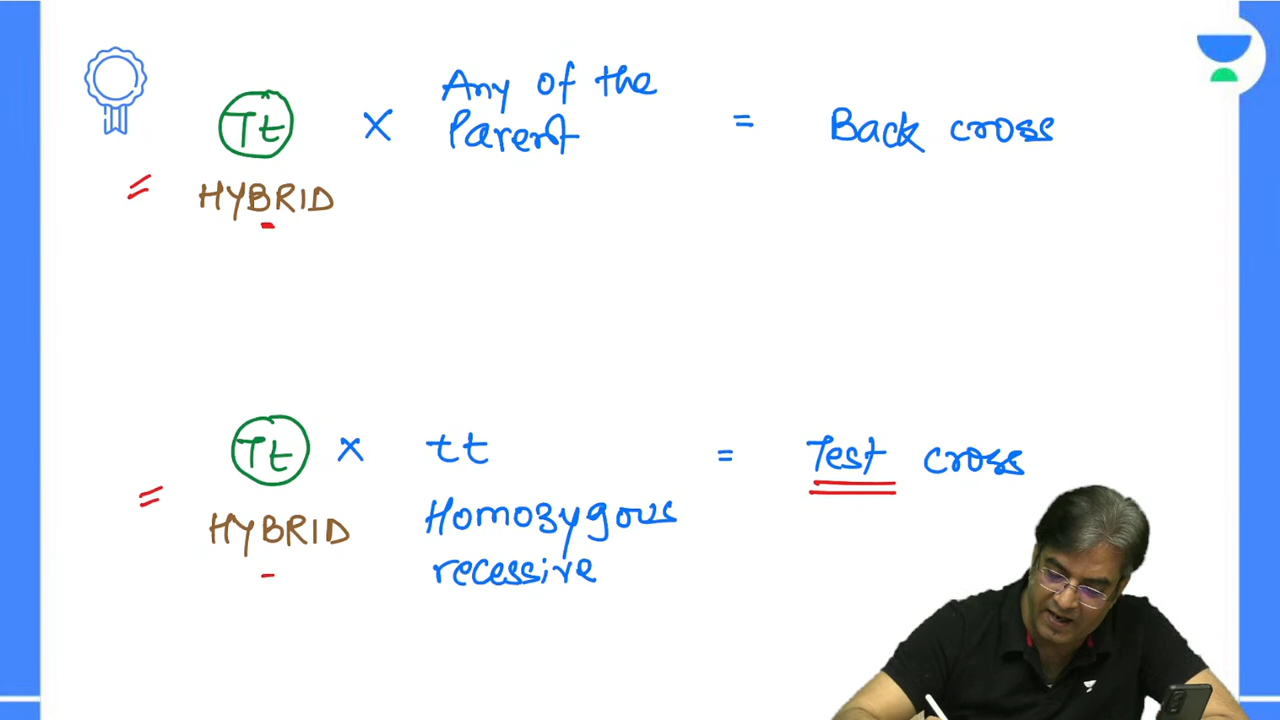 Tt × Any of the Parent = Back cross
HYBRID
Tt × tt = Test cross
HYBRID Homozygous
recessive